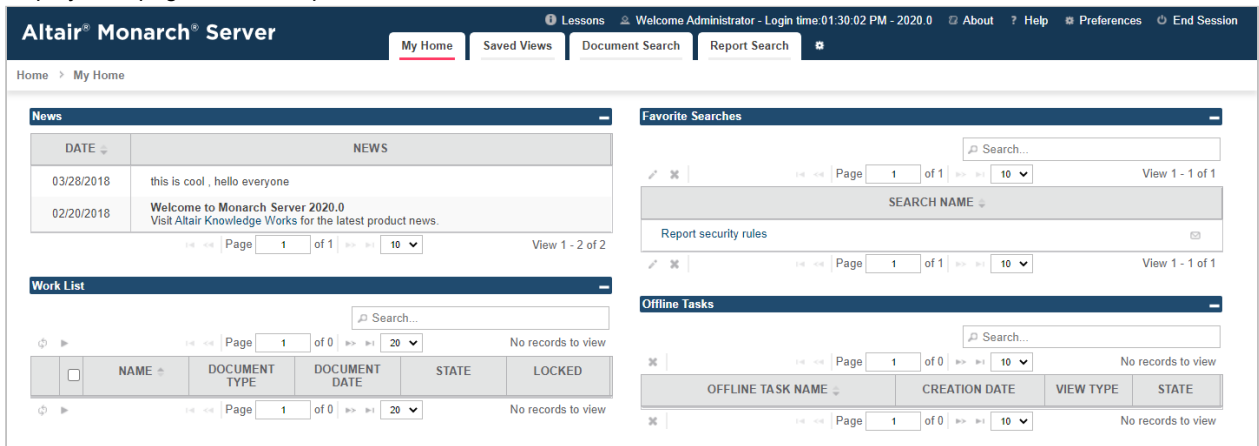 Altair® Monarch® Server
Lessons Welcome Administrator - Login time:01:30:02 PM - 2020.0 About ? Help Preferences End Session
My Home Saved Views Document Search Report Search
Home > My Home
News
DATE NEWS
03/28/2018 this is cool , hello everyone
02/20/2018 Welcome to Monarch Server 2020.0
Visit Altair Knowledge Works for the latest product news.
Page 1 of 1 10 View 1 - 2 of 2
Work List
Search...
Page 1 of 0 20 No records to view
NAME DOCUMENT TYPE DOCUMENT DATE STATE LOCKED
Page 1 of 0 20 No records to view
Favorite Searches
Search...
Page 1 of 1 10 View 1 - 1 of 1
SEARCH NAME
Report security rules
Page 1 of 1 10 View 1 - 1 of 1
Offline Tasks
Search...
Page 1 of 0 10 No records to view
OFFLINE TASK NAME CREATION DATE VIEW TYPE STATE
Page 1 of 0 10 No records to view